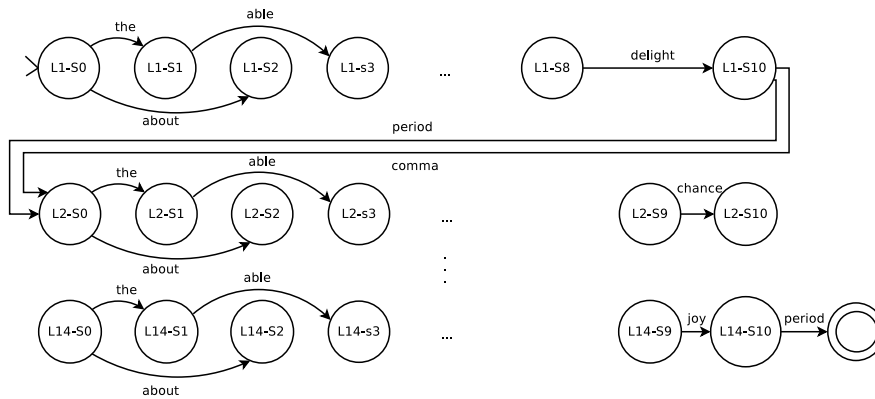 able
the
L1-S0 L1-S1 L1-S2 L1-s3 ... L1-S8 delight L1-S10
about
period
comma
able
the
L2-S0 L2-S1 L2-S2 L2-s3 ... L2-S9 chance L2-S10
about
able
the
L14-S0 L14-S1 L14-S2 L14-s3 ... L14-S9 joy L14-S10 period
about